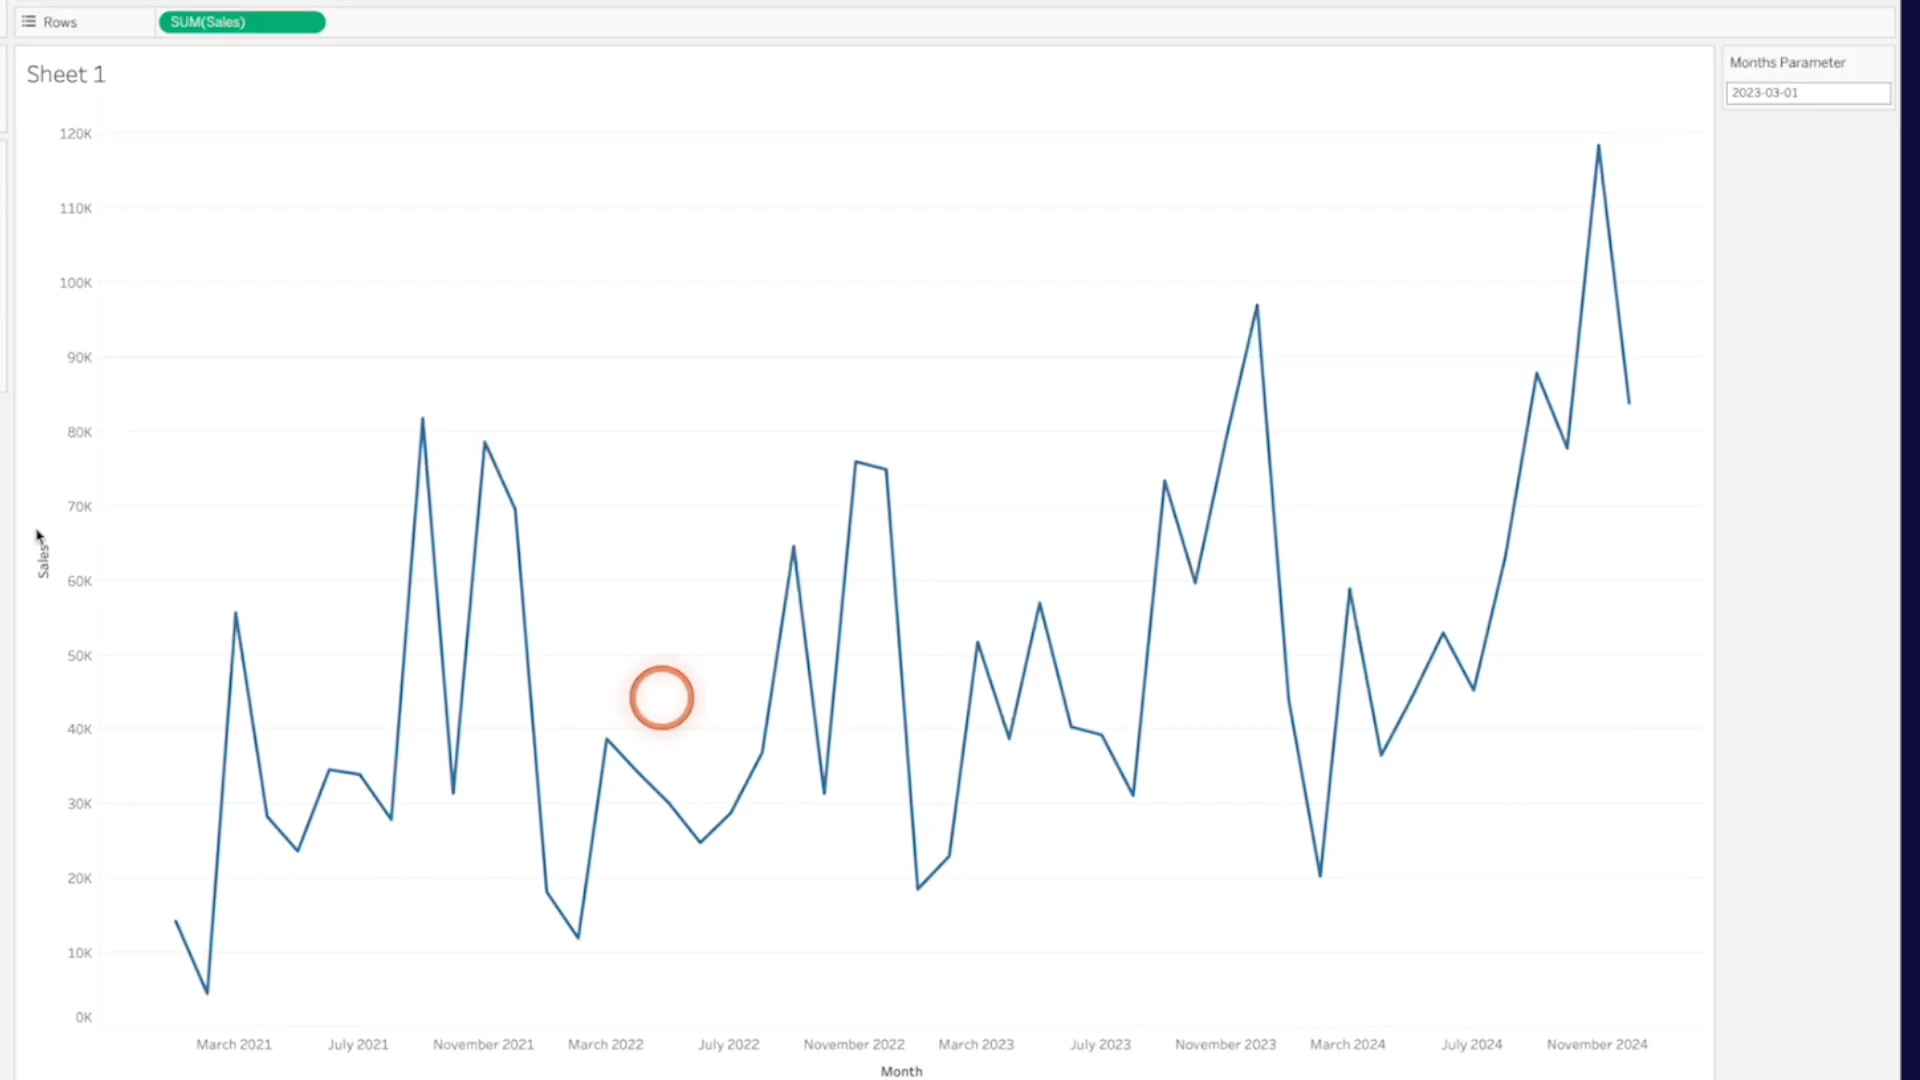 Rows SUM(Sales)
Sheet 1
Months Parameter
2023-03-01
120K
110K
100K
90K
80K
70K
60K
50K
40K
30K
20K
10K
0K
Sales
March 2021 July 2021 November 2021 March 2022 July 2022 November 2022 March 2023 July 2023 November 2023 March 2024 July 2024 November 2024
Month